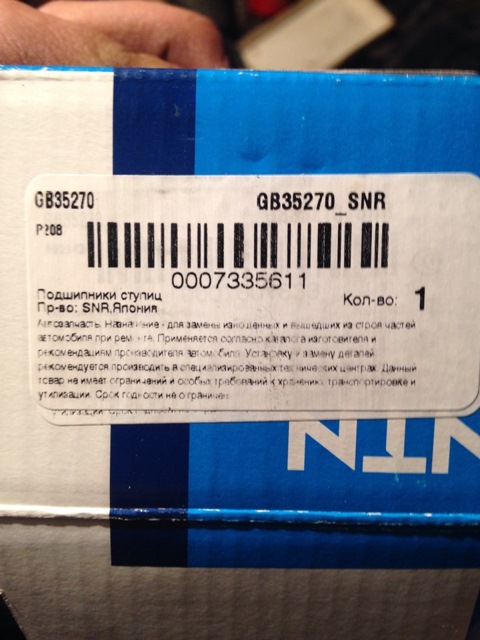 GB35270 GB35270_SNR
P208
0007335611
Подшипники ступиц
Пр-во: SNR,Япония
Кол-во: 1
Автозапчасть. Назначение - для замены изношенных и вышедших из строя частей
автомобиля при ремонте. Применяется согласно каталога изготовителя и
рекомендациям производителя автомобиля. Установку и замену деталей
рекомендуется производить в специализированных технических центрах. Данный
товар не имеет ограничений и особых требований к хранению, транспортировке и
утилизации. Срок годности не ограничен
утилизации. Срок
NTN